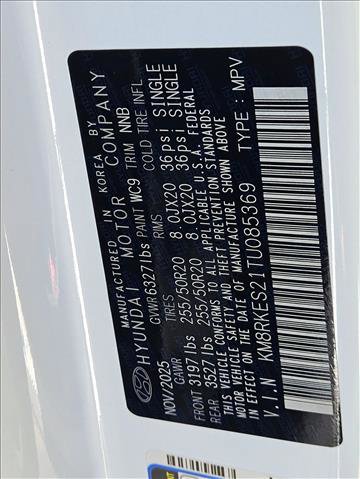 MANUFACTURED IN KOREA BY
HYUNDAI MOTOR COMPANY
GVWR 6327lbs PAINT WC9 TRIM NNB
NOV/2025 TIRES RIMS COLD TIRE INFL
GAWR
FRONT 3197 lbs 255/50R20 8.0JX20 36psi SINGLE
REAR 3527 lbs 255/50R20 8.0JX20 36psi SINGLE
THIS VEHICLE CONFORMS TO ALL APPLICABLE U.S.A. FEDERAL
MOTOR VEHICLE SAFETY AND THEFT PREVENTION STANDARDS
IN EFFECT ON THE DATE OF MANUFACTURE SHOWN ABOVE
V.I.N KM8RKES21TU085369 TYPE : MPV